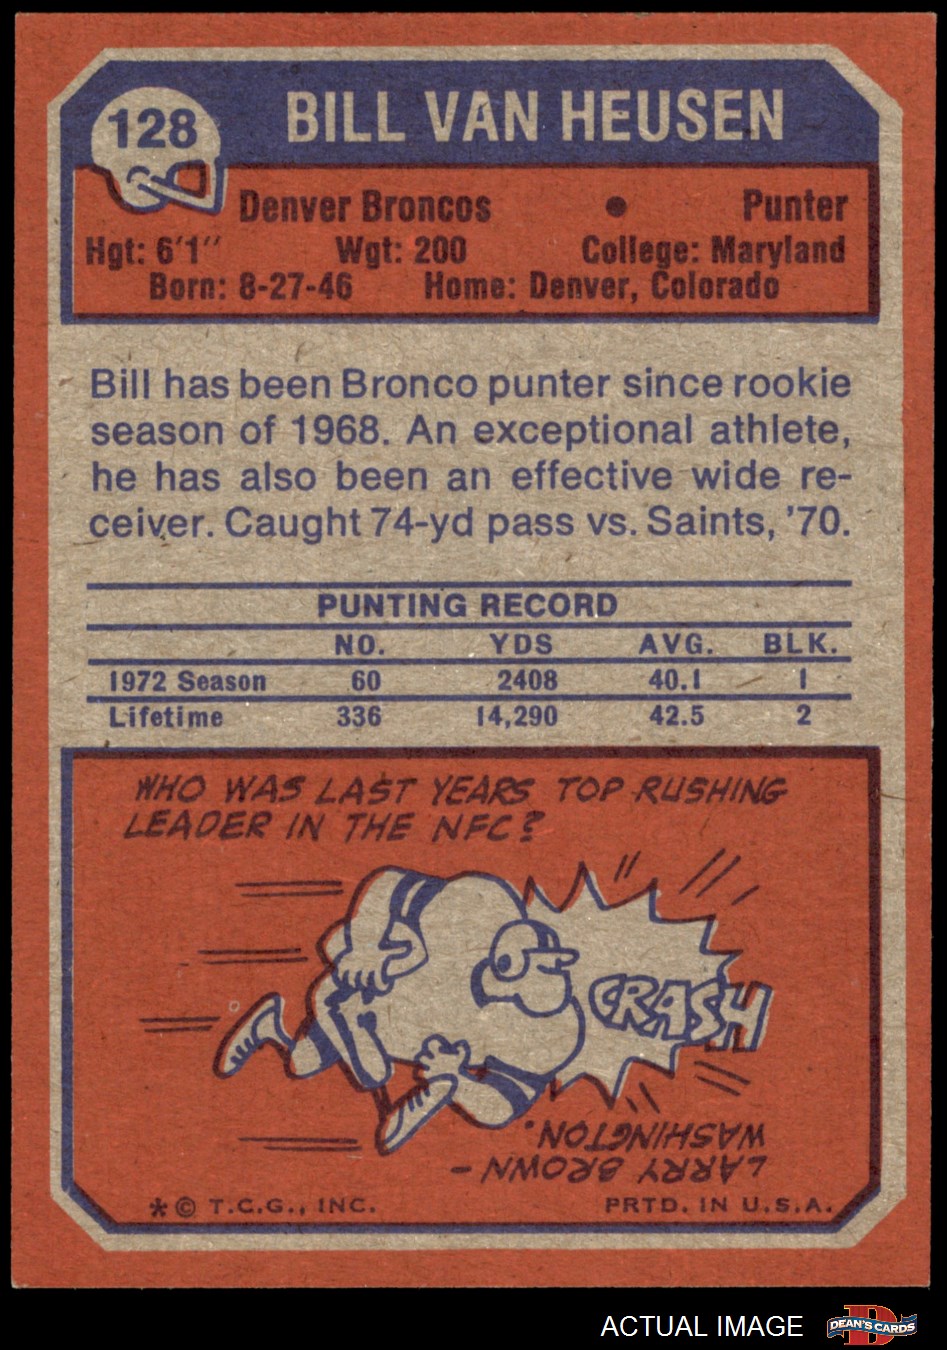 128
BILL VAN HEUSEN
Denver Broncos • Punter
Hgt: 6'1″ Wgt: 200 College: Maryland
Born: 8-27-46 Home: Denver, Colorado
Bill has been Bronco punter since rookie
season of 1968. An exceptional athlete,
he has also been an effective wide re-
ceiver. Caught 74-yd pass vs. Saints, '70.
PUNTING RECORD
NO. YDS AVG. BLK.
1972 Season 60 2408 40.1 1
Lifetime 336 14,290 42.5 2
WHO WAS LAST YEARS TOP RUSHING
LEADER IN THE NFC?
CRASH
LARRY BROWN -
WASHINGTON.
* © T.C.G., INC. PRTD. IN U.S.A.
ACTUAL IMAGE
D
DEAN'S CARDS